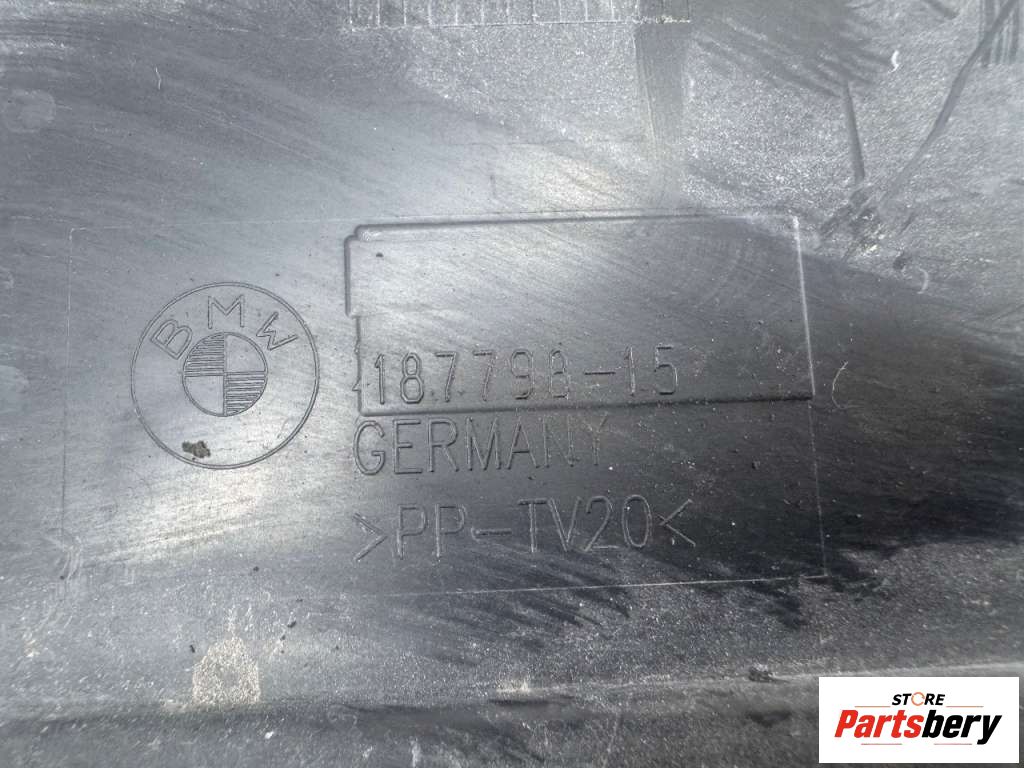 BMW
187798-15
GERMANY
>PP-TV20<
STORE
Partsbery